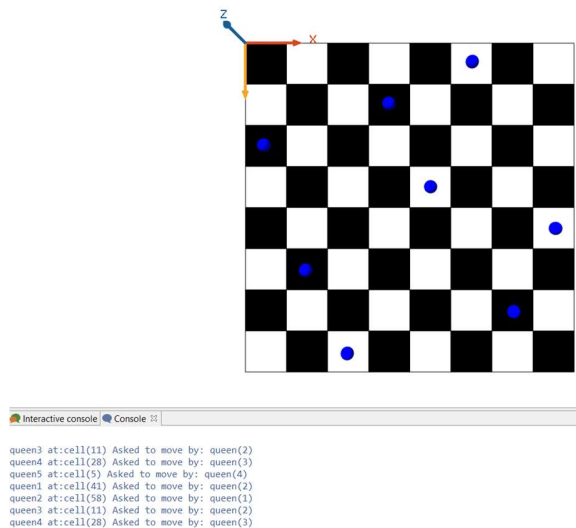 Z
X
Interactive console Console
queen3 at:cell(11) Asked to move by: queen(2)
queen4 at:cell(28) Asked to move by: queen(3)
queen5 at:cell(5) Asked to move by: queen(4)
queen1 at:cell(41) Asked to move by: queen(2)
queen2 at:cell(58) Asked to move by: queen(1)
queen3 at:cell(11) Asked to move by: queen(2)
queen4 at:cell(28) Asked to move by: queen(3)